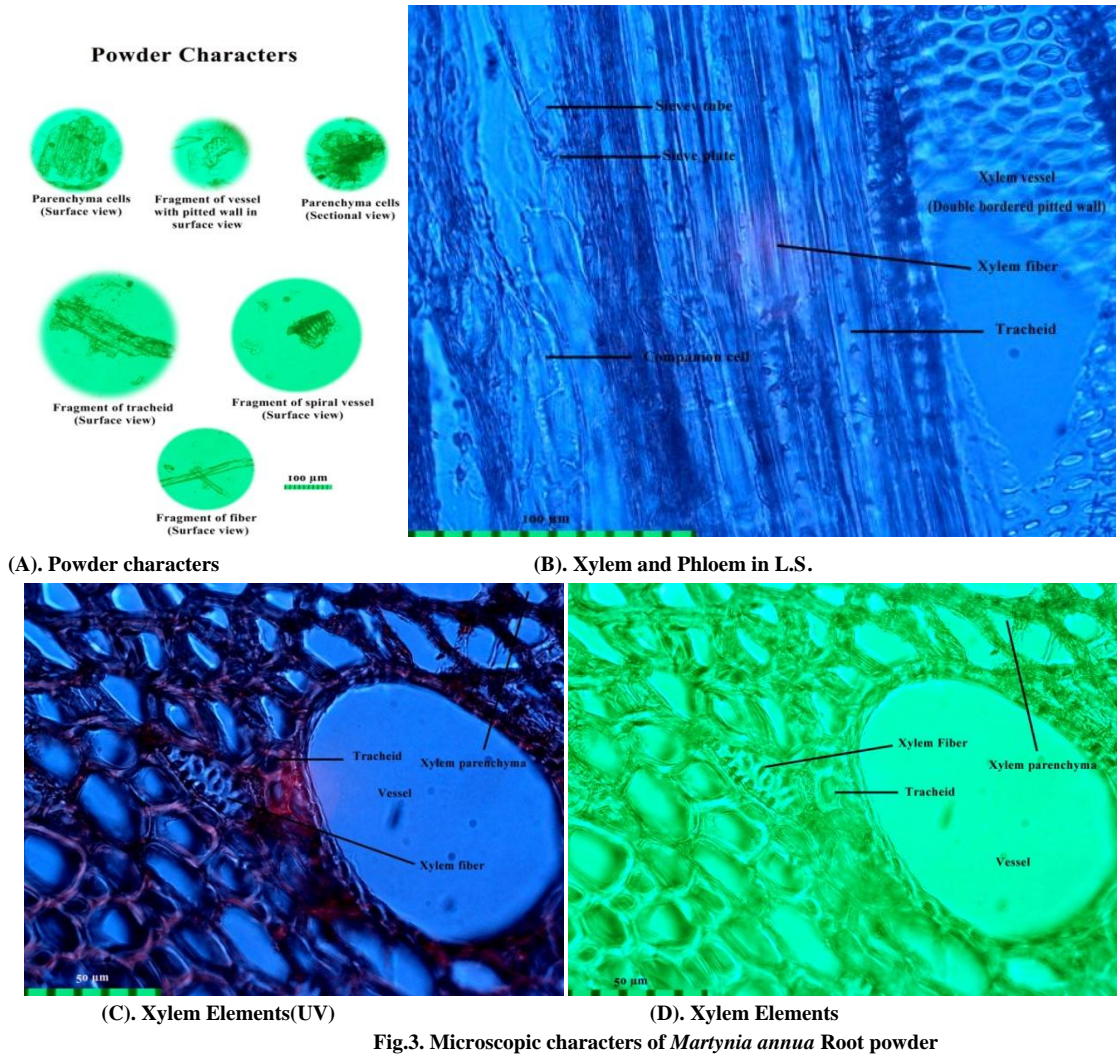 Powder Characters
Parenchyma cells
(Surface view)
Fragment of vessel
with pitted wall in
surface view
Parenchyma cells
(Sectional view)
Fragment of tracheid
(Surface view)
Fragment of spiral vessel
(Surface view)
Fragment of fiber
(Surface view)
100 µm
(A). Powder characters
Sievey tube
Sieve plate
Xylem vessel
(Double bordered pitted wall)
Xylem fiber
Tracheid
Companion cell
100 µm
(B). Xylem and Phloem in L.S.
Tracheid
Xylem parenchyma
Vessel
Xylem fiber
50 µm
(C). Xylem Elements(UV)
Xylem Fiber
Xylem parenchyma
Tracheid
Vessel
50 µm
(D). Xylem Elements
Fig.3. Microscopic characters of Martynia annua Root powder